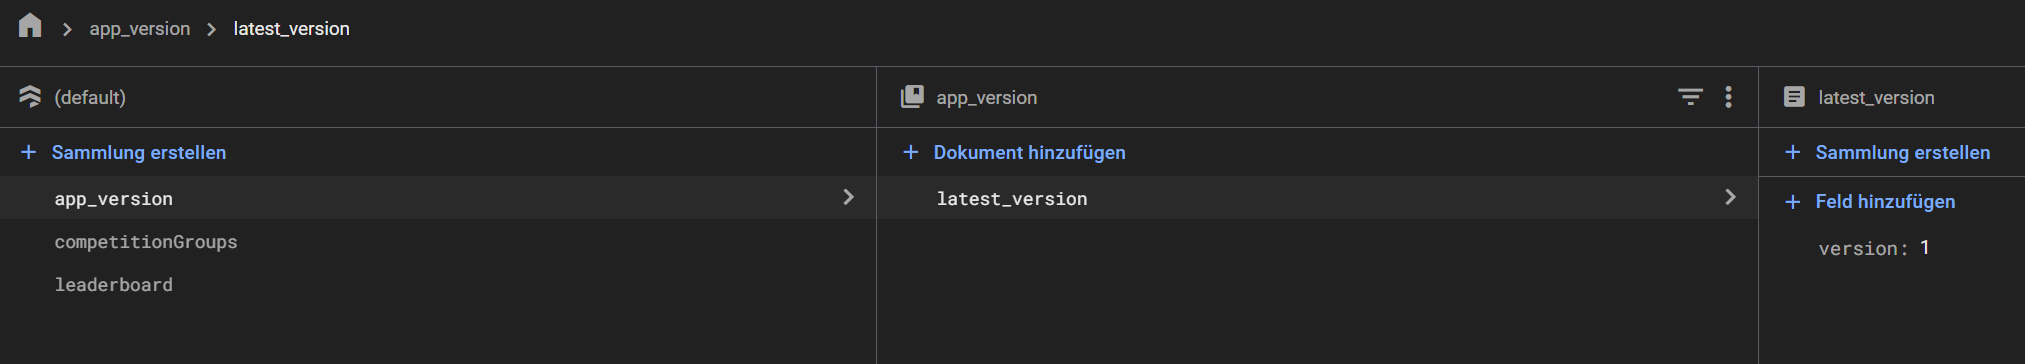 app_version
latest_version
(default)
app_version
latest_version
Sammlung erstellen
Dokument hinzufügen
Sammlung erstellen
app_version
latest_version
Feld hinzufügen
competitionGroups
version: 1
leaderboard